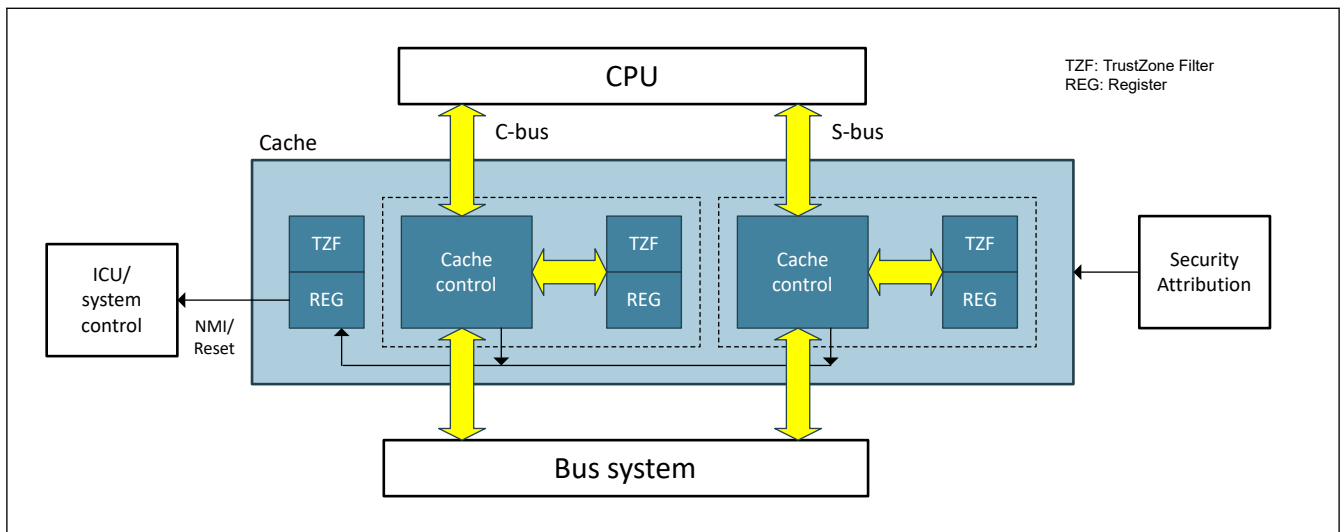 CPU
TZF: TrustZone Filter
REG: Register
C-bus
S-bus
Cache
TZF
REG
Cache
control
TZF
REG
Cache
control
TZF
REG
ICU/
system
control
NMI/
Reset
Security
Attribution
Bus system